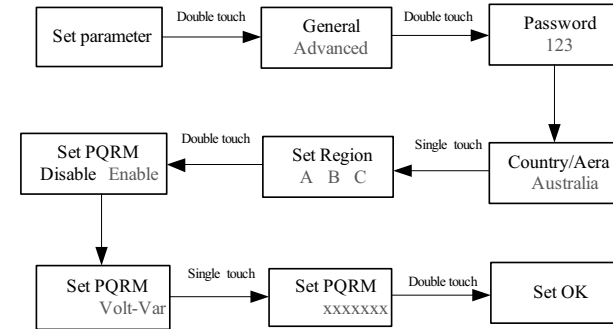 Double touch
Double touch
Set parameter
General
Advanced
Password
123
Single touch
Double touch
Country/Aera
Australia
Set Region
A B C
Set PQRM
Disable Enable
Set PQRM
Volt-Var
Single touch
Set PQRM
xxxxxxx
Double touch
Set OK